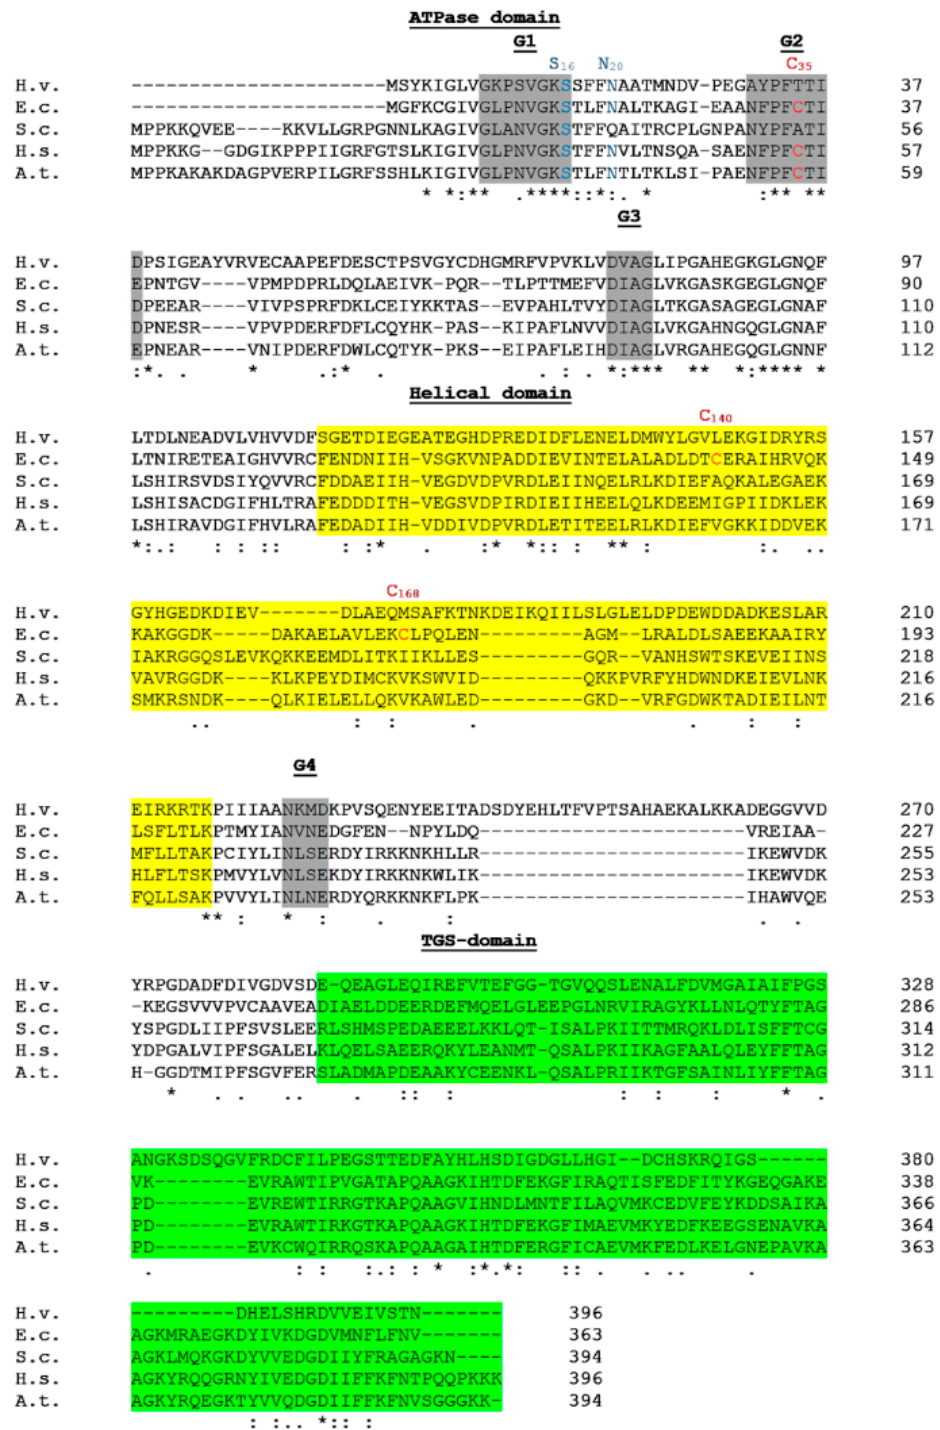 ATPase domain
G1 G2
S16 N20 C35
H.v. -----------------------MSYKIGLVGKPSVGKSSFFNAATMNDV-PEGAYPFTTI 37
E.c. -----------------------MGFKCGIVGLPNVGKSTLFNALTKAGI-EAANFPFCTI 37
S.c. MPPKKQVEE----KKVLLGRPGNNLKAGIVGLANVGKSTFFQAITRCPLGNPANYPFATI 56
H.s. MPPKKG--GDGIKPPPIIGRFGTSLKIGIVGLPNVGKSTFFNVLTNSQA-SAENFPFCTI 57
A.t. MPPKAKAKDAGPVERPILGRFSSHLKIGIVGLPNVGKSTLFNTLTKLSI-PAENFPFCTI 59
* *:** .****:.:*:. * :** **
G3
H.v. DPSIGEAYVRVECAAPEFDESCTPSVGYCDHGMRFVPVKLVDVAGLIPGAHEGKGLGNQF 97
E.c. EPNTGV----VPMPDPRLDQLAEIVK-PQR--TLPTTMEFVDIAGLVKGASKGEGLGNQF 90
S.c. DPEEAR----VIVPSPRFDKLCEIYKKTAS--EVPAHLTVYDIAGLTKGASAGEGLGNAF 110
H.s. DPNESR----VPVPDERFDFLCQYHK-PAS--KIPAFLNVVDIAGLVKGAHNGQGLGNAF 110
A.t. EPNEAR----VNIPDERFDWLCQTYK-PKS--EIPAFLEIHDIAGLVRGAHEGQGLGNNF 112
:*. . * .:* . . : . *:*** ** *:**** *
Helical domain
C140
H.v. LTDLNEADVLVHVVDFSGETDIEGEATEGHDPREDIDFLENELDMWYLGVLEKGIDRYRS 157
E.c. LTNIRETEAIGHVVRCFENDNIIH-VSGKVNPADDIEVINTELALADLDTCERAIHRVQK 149
S.c. LSHIRSVDSIYQVVRCFDDAEIIH-VEGDVDPVRDLEIINQELRLKDIEFAQKALEGAEK 169
H.s. LSHISACDGIFHLTRAFEDDDITH-VEGSVDPIRDIEIIHEELQLKDEEMIGPIIDKLEK 169
A.t. LSHIRAVDGIFHVLRAFEDADIIH-VDDIVDPVRDLETITEELRLKDIEFVGKKIDDVEK 171
*:.: : : :: : :* . :* *:: : **: :. :
C168
H.v. GYHGEDKDIEV-------DLAEQMSAFKTNKDEIKQIILSLGLELDPDEWDDADKESLAR 210
E.c. KAKGGDK-----DAKAELAVLEKCLPQLEN---------AGM--LRALDLSAEEKAAIRY 193
S.c. IAKRGGQSLEVKQKKEEMDLITKIIKLLES---------GQR--VANHSWTSKEVEIINS 218
H.s. VAVRGGDK----KLKPEYDIMCKVKSWVID---------QKKPVRFYHDWNDKEIEVLNK 216
A.t. SMKRSNDK----QLKIELELLQKVKAWLED---------GKD--VRFGDWKTADIEILNT 216
.. : : . . : :
G4
H.v. EIRKRTKPIIIAANKMDKPVSQENYEEITADSDYEHLTFVPTSAHAEKALKKADEGGVVD 270
E.c. LSFLTLKPTMYIANVNEDGFEN--NPYLDQ-----------------------VREIAA- 227
S.c. MFLLTAKPCIYLINLSERDYIRKKNKHLLR-----------------------IKEWVDK 255
H.s. HLFLTSKPMVYLVNLSEKDYIRKKNKWLIK-----------------------IKEWVDK 253
A.t. FQLLSAKPVVYLINLNERDYQRKKNKFLPK-----------------------IHAWVQE 253
** : * : . : . .
TGS-domain
H.v. YRPGDADFDIVGDVSDE-QEAGLEQIREFVTEFGG-TGVQQSLENALFDVMGAIAIFPGS 328
E.c. -KEGSVVVPVCAAVEADIAELDDEERDEFMQELGLEEPGLNRVIRAGYKLLNLQTYFTAG 286
S.c. YSPGDLIIPFSVSLEERLSHMSPEDAEEELKKLQT-ISALPKIITTMRQKLDLISFFTCG 314
H.s. YDPGALVIPFSGALELKLQELSAEERQKYLEANMT-QSALPKIIKAGFAALQLEYFFTAG 312
A.t. H-GGDTMIPFSGVFERSLADMAPDEAAKYCEENKL-QSALPRIIKTGFSAINLIYFFTAG 311
* . . .. . :: : : : * .
H.v. ANGKSDSQGVFRDCFILPEGSTTEDFAYHLHSDIGDGLLHGI--DCHSKRQIGS------ 380
E.c. VK--------EVRAWTIPVGATAPQAAGKIHTDFEKGFIRAQTISFEDFITYKGEQGAKE 338
S.c. PD--------EVREWTIRRGTKAPQAAGVIHNDLMNTFILAQVMKCEDVFEYKDDSAIKA 366
H.s. PD--------EVRAWTIRKGTKAPQAAGKIHTDFEKGFIMAEVMKYEDFKEEGSENAVKA 364
A.t. PD--------EVKCWQIRRQSKAPQAAGAIHTDFERGFICAEVMKFEDLKELGNEPAVKA 363
. : : :.: * :*.*: :: . .. .
H.v. ---------DHELSHRDVVEIVSTN------- 396
E.c. AGKMRAEGKDYIVKDGDVMNFLFNV------- 363
S.c. AGKLMQKGKDYVVEDGDIIYFRAGAGKN---- 394
H.s. AGKYRQQGRNYIVEDGDIIFFKFNTPQQPKKK 396
A.t. AGKYRQEGKTYVVQDGDIIFFKFNVSGGGKK- 394
: :.. *:: :